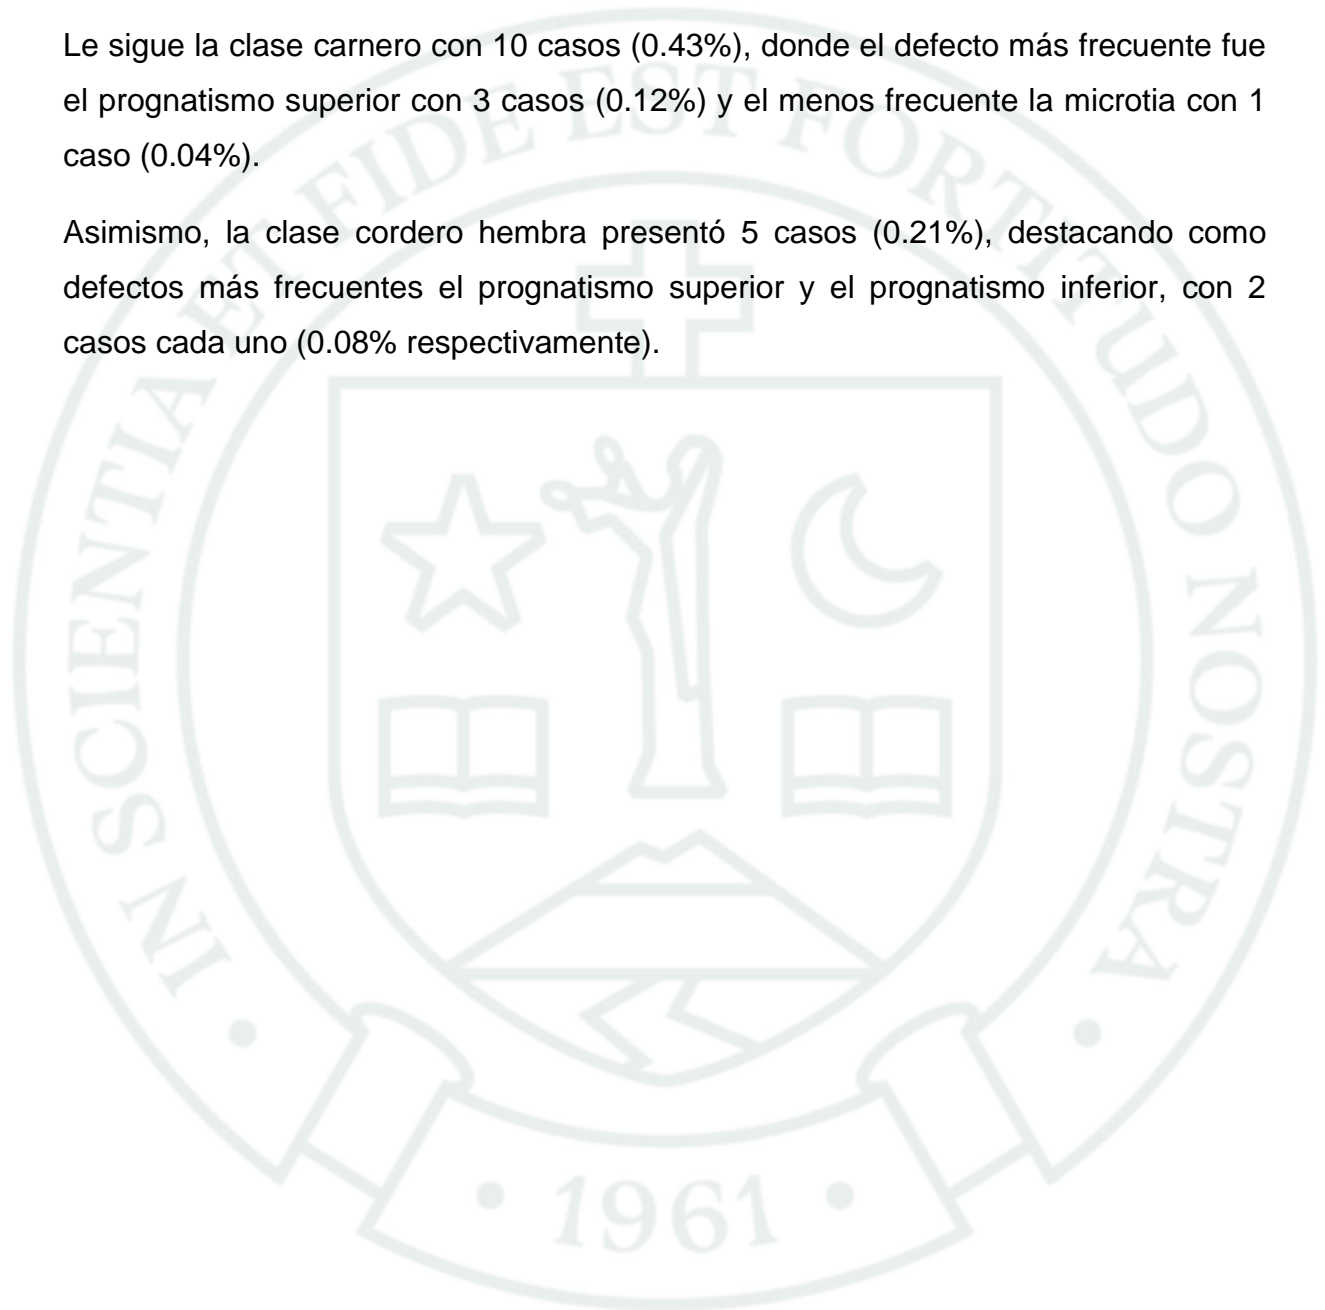 Le sigue la clase carnero con 10 casos (0.43%), donde el defecto más frecuente fue
el prognatismo superior con 3 casos (0.12%) y el menos frecuente la microtia con 1
caso (0.04%).
Asimismo, la clase cordero hembra presentó 5 casos (0.21%), destacando como
defectos más frecuentes el prognatismo superior y el prognatismo inferior, con 2
casos cada uno (0.08% respectivamente).
IN SCIENTIA ET FIDE EST FORTITUDO NOSTRA
• 1961 •